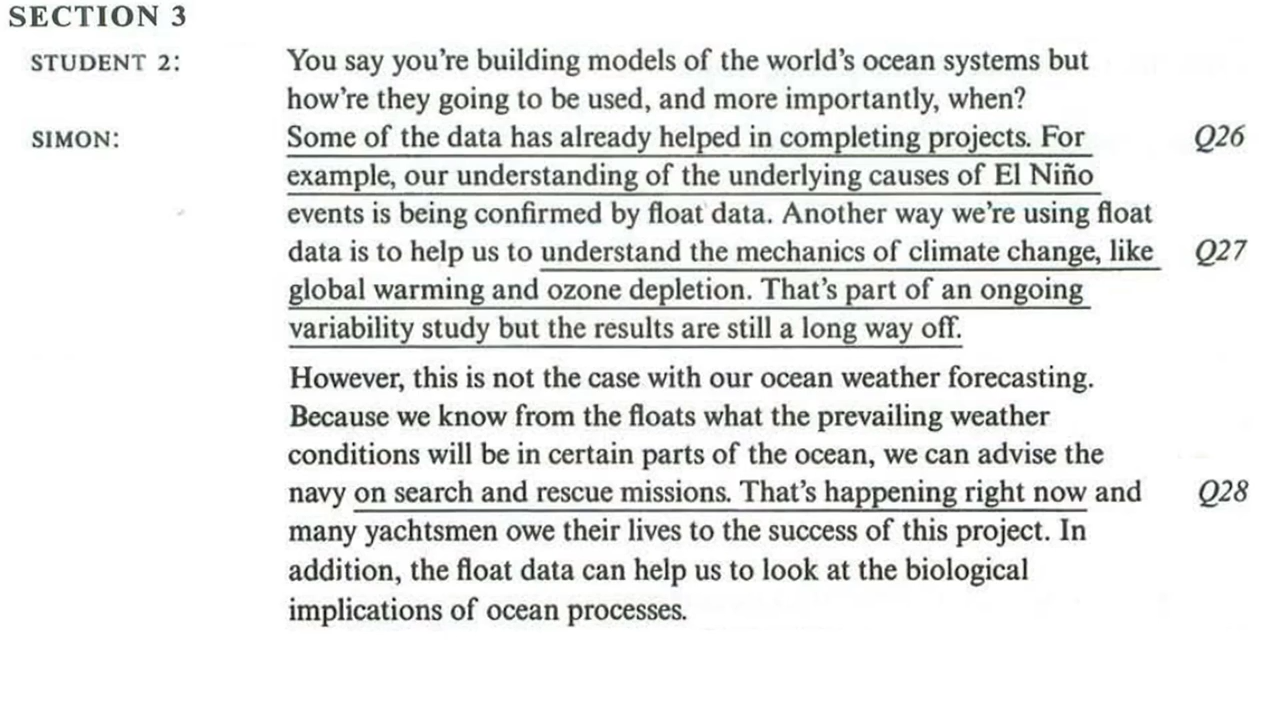 SECTION 3
STUDENT 2: You say you're building models of the world's ocean systems but
how're they going to be used, and more importantly, when?
SIMON: Some of the data has already helped in completing projects. For Q26
example, our understanding of the underlying causes of El Niño
events is being confirmed by float data. Another way we're using float
data is to help us to understand the mechanics of climate change, like Q27
global warming and ozone depletion. That's part of an ongoing
variability study but the results are still a long way off.
However, this is not the case with our ocean weather forecasting.
Because we know from the floats what the prevailing weather
conditions will be in certain parts of the ocean, we can advise the
navy on search and rescue missions. That's happening right now and Q28
many yachtsmen owe their lives to the success of this project. In
addition, the float data can help us to look at the biological
implications of ocean processes.